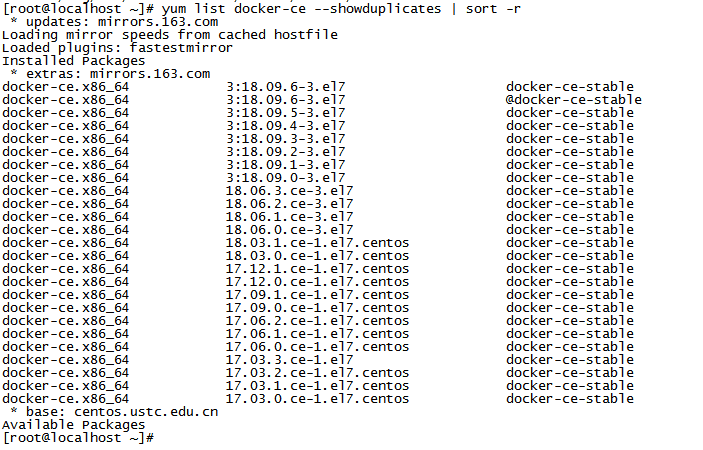 [root@localhost ~]# yum list docker-ce --showduplicates | sort -r
 * updates: mirrors.163.com
Loading mirror speeds from cached hostfile
Loaded plugins: fastestmirror
Installed Packages
 * extras: mirrors.163.com
docker-ce.x86_64            3:18.09.6-3.el7                    docker-ce-stable
docker-ce.x86_64            3:18.09.6-3.el7                    @docker-ce-stable
docker-ce.x86_64            3:18.09.5-3.el7                    docker-ce-stable
docker-ce.x86_64            3:18.09.4-3.el7                    docker-ce-stable
docker-ce.x86_64            3:18.09.3-3.el7                    docker-ce-stable
docker-ce.x86_64            3:18.09.2-3.el7                    docker-ce-stable
docker-ce.x86_64            3:18.09.1-3.el7                    docker-ce-stable
docker-ce.x86_64            3:18.09.0-3.el7                    docker-ce-stable
docker-ce.x86_64            18.06.3.ce-3.el7                   docker-ce-stable
docker-ce.x86_64            18.06.2.ce-3.el7                   docker-ce-stable
docker-ce.x86_64            18.06.1.ce-3.el7                   docker-ce-stable
docker-ce.x86_64            18.06.0.ce-3.el7                   docker-ce-stable
docker-ce.x86_64            18.03.1.ce-1.el7.centos            docker-ce-stable
docker-ce.x86_64            18.03.0.ce-1.el7.centos            docker-ce-stable
docker-ce.x86_64            17.12.1.ce-1.el7.centos            docker-ce-stable
docker-ce.x86_64            17.12.0.ce-1.el7.centos            docker-ce-stable
docker-ce.x86_64            17.09.1.ce-1.el7.centos            docker-ce-stable
docker-ce.x86_64            17.09.0.ce-1.el7.centos            docker-ce-stable
docker-ce.x86_64            17.06.2.ce-1.el7.centos            docker-ce-stable
docker-ce.x86_64            17.06.1.ce-1.el7.centos            docker-ce-stable
docker-ce.x86_64            17.06.0.ce-1.el7.centos            docker-ce-stable
docker-ce.x86_64            17.03.3.ce-1.el7                   docker-ce-stable
docker-ce.x86_64            17.03.2.ce-1.el7.centos            docker-ce-stable
docker-ce.x86_64            17.03.1.ce-1.el7.centos            docker-ce-stable
docker-ce.x86_64            17.03.0.ce-1.el7.centos            docker-ce-stable
 * base: centos.ustc.edu.cn
Available Packages
[root@localhost ~]#